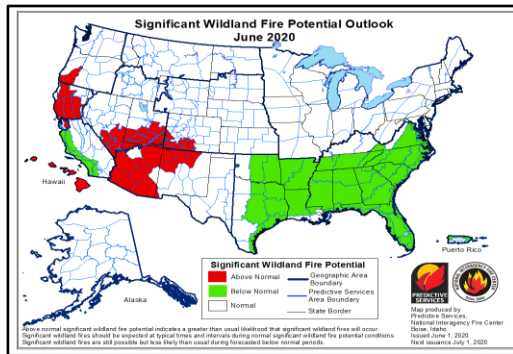 Significant Wildland Fire Potential Outlook
June 2020
Hawaii
Alaska
Puerto Rico
Significant Wildland Fire Potential
Above Normal
Below Normal
Normal
Geographic Area
Boundary
Predictive Services
Area Boundary
State Border
PREDICTIVE
SERVICES
Map produced by
Predictive Services,
National Interagency Fire Center
Boise, Idaho
Issued June 1, 2020
Next issuance July 1, 2020
Above normal significant wildland fire potential indicates a greater than usual likelihood that significant wildland fires will occur.
Significant wildland fires should be expected at typical times and intervals during normal significant wildland fire potential conditions.
Significant wildland fires are still possible but less likely than usual during forecasted below normal periods.